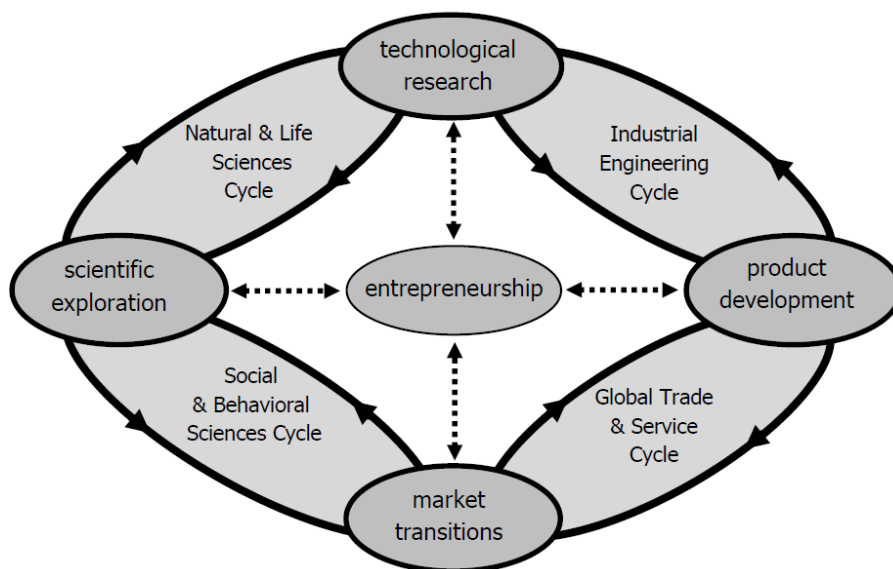 technological
research
Natural & Life
Sciences
Cycle
Industrial
Engineering
Cycle
scientific
exploration
entrepreneurship
product
development
Social
& Behavioral
Sciences Cycle
Global Trade
& Service
Cycle
market
transitions